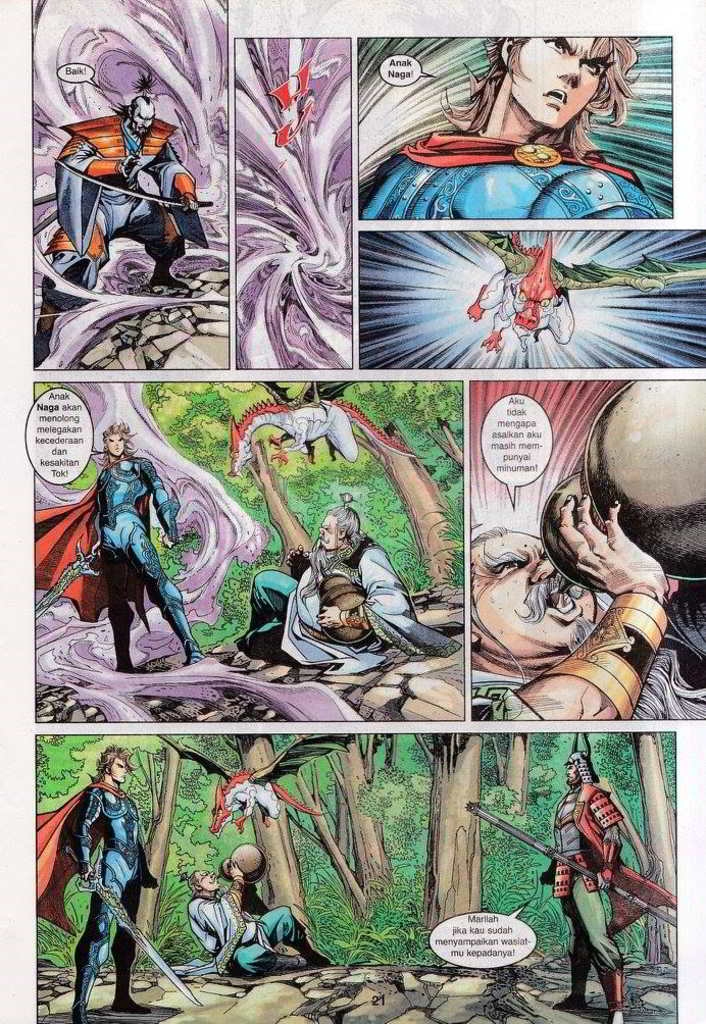 Baik!
Anak
Naga!
Anak
Naga akan
menolong
melegakan
kecederaan
dan
kesakitan
Tok!
Aku
tidak
mengapa
asalkan aku
masih mem-
punyai
minuman!
Marilah
jika kau sudah
menyampaikan wasiat-
mu kepadanya!
21